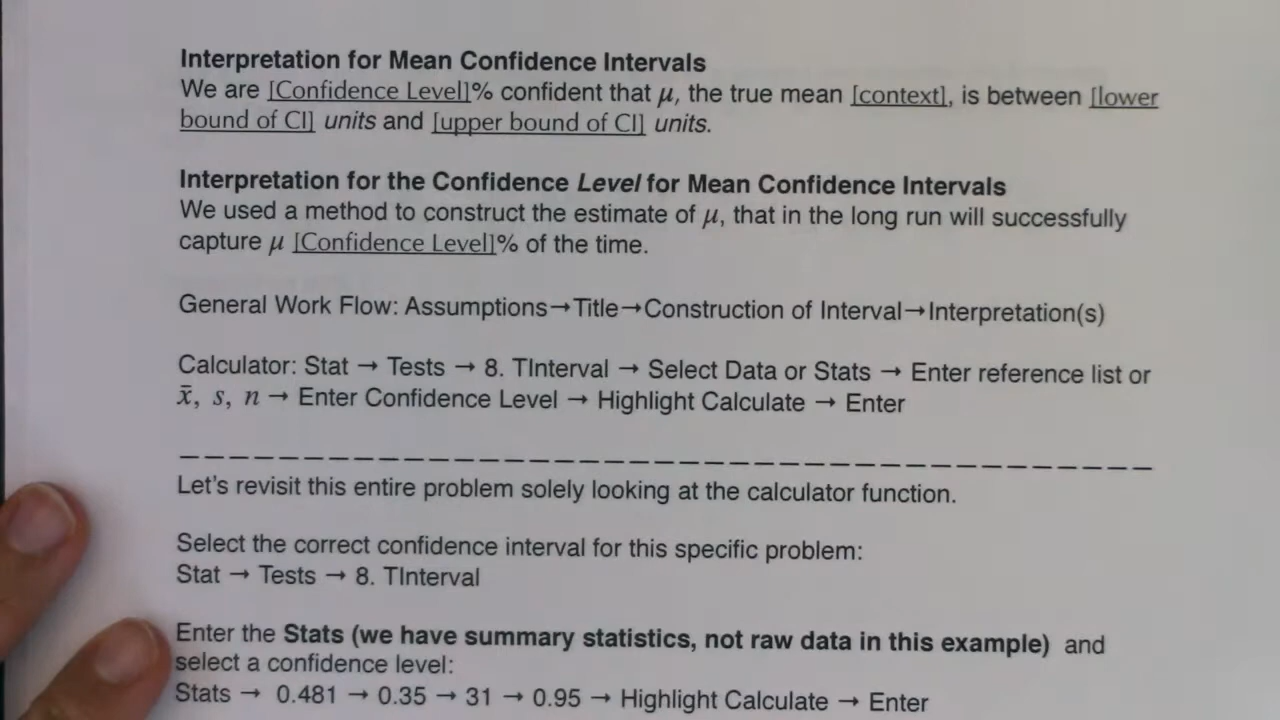 Interpretation for Mean Confidence Intervals
We are [Confidence Level]% confident that μ, the true mean [context], is between [lower
bound of CI] units and [upper bound of CI] units.
Interpretation for the Confidence Level for Mean Confidence Intervals
We used a method to construct the estimate of μ, that in the long run will successfully
capture μ [Confidence Level]% of the time.
General Work Flow: Assumptions→Title→Construction of Interval→Interpretation(s)
Calculator: Stat → Tests → 8. TInterval → Select Data or Stats → Enter reference list or
x̄, s, n → Enter Confidence Level → Highlight Calculate → Enter
Let's revisit this entire problem solely looking at the calculator function.
Select the correct confidence interval for this specific problem:
Stat → Tests → 8. TInterval
Enter the Stats (we have summary statistics, not raw data in this example) and
select a confidence level:
Stats → 0.481 → 0.35 → 31 → 0.95 → Highlight Calculate → Enter